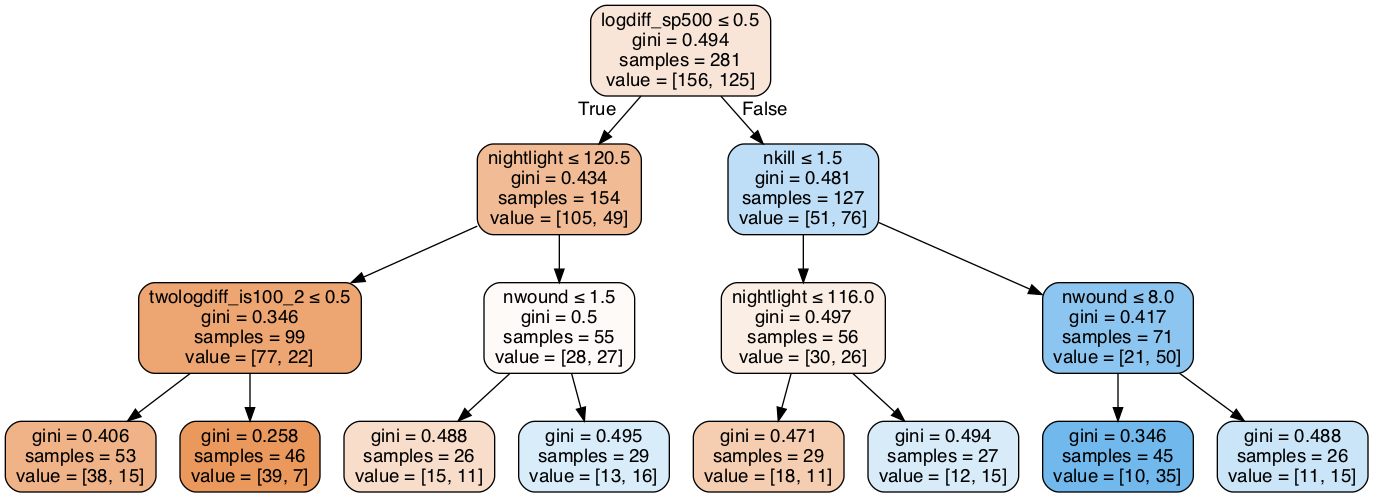 logdiff_sp500 ≤ 0.5
gini = 0.494
samples = 281
value = [156, 125]
True
False
nightlight ≤ 120.5
gini = 0.434
samples = 154
value = [105, 49]
nkill ≤ 1.5
gini = 0.481
samples = 127
value = [51, 76]
twologdiff_is100_2 ≤ 0.5
gini = 0.346
samples = 99
value = [77, 22]
nwound ≤ 1.5
gini = 0.5
samples = 55
value = [28, 27]
nightlight ≤ 116.0
gini = 0.497
samples = 56
value = [30, 26]
nwound ≤ 8.0
gini = 0.417
samples = 71
value = [21, 50]
gini = 0.406
samples = 53
value = [38, 15]
gini = 0.258
samples = 46
value = [39, 7]
gini = 0.488
samples = 26
value = [15, 11]
gini = 0.495
samples = 29
value = [13, 16]
gini = 0.471
samples = 29
value = [18, 11]
gini = 0.494
samples = 27
value = [12, 15]
gini = 0.346
samples = 45
value = [10, 35]
gini = 0.488
samples = 26
value = [11, 15]